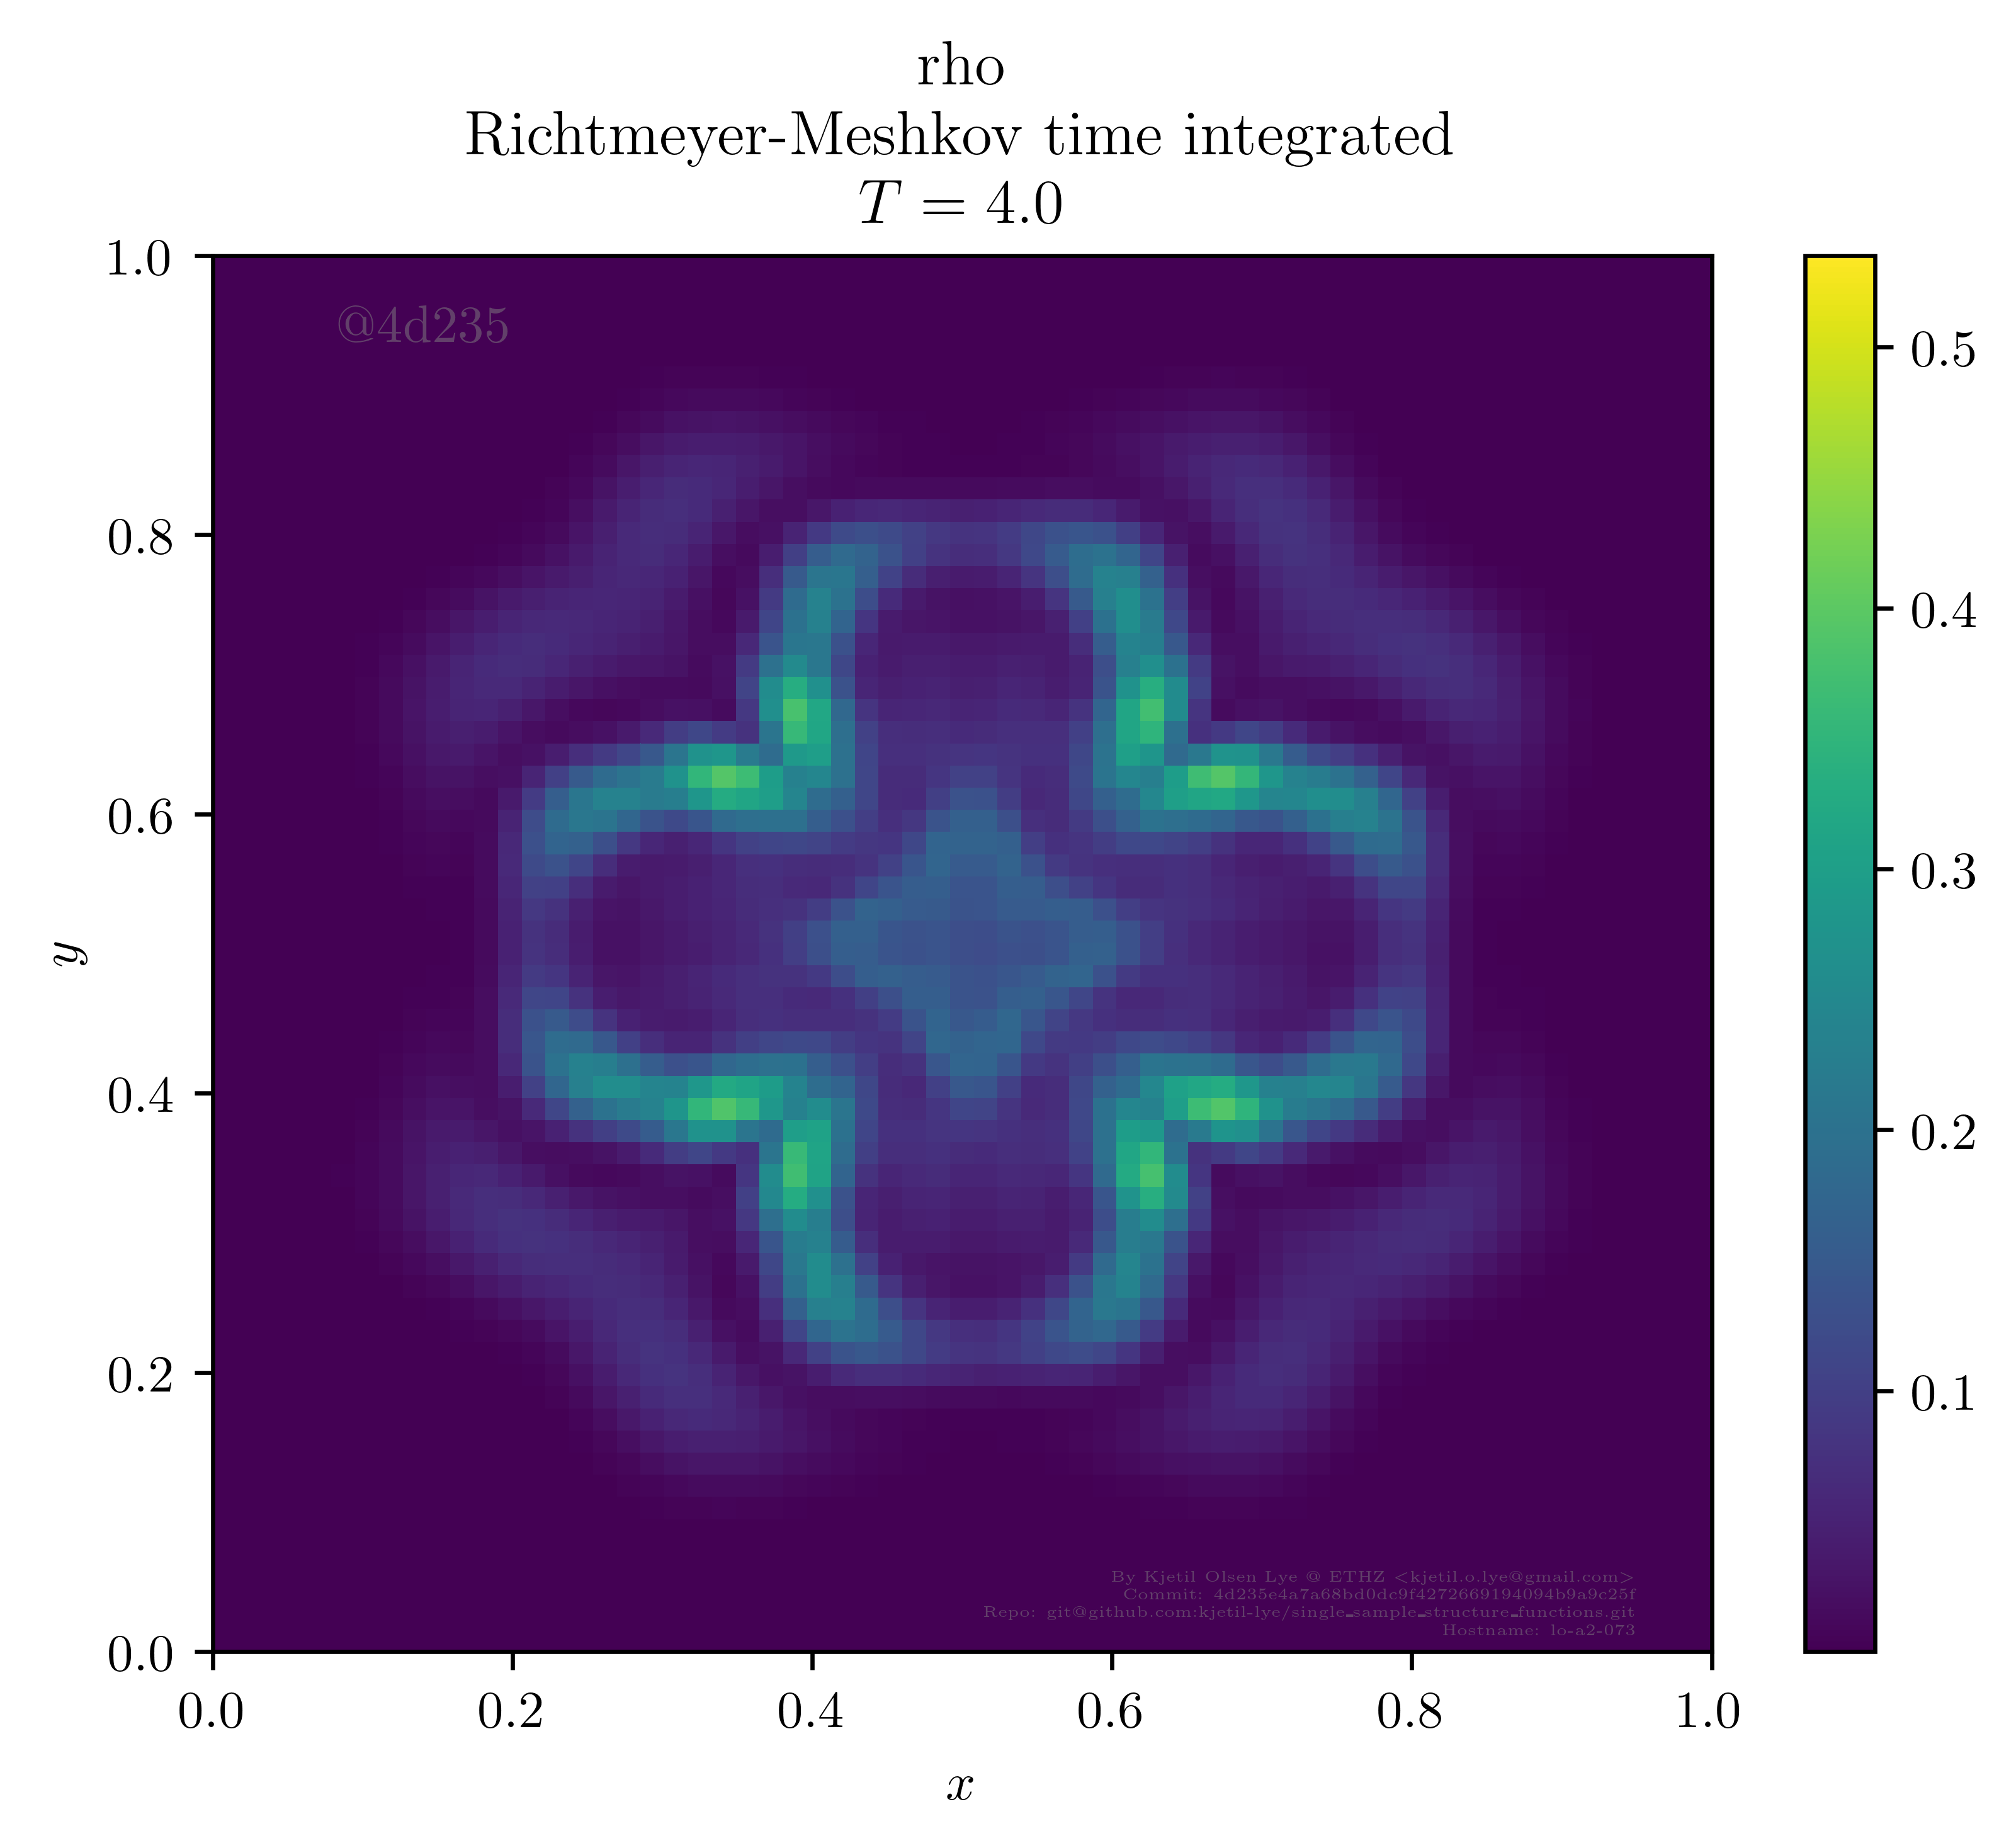 rho
Richtmeyer-Meshkov time integrated
T = 4.0
1.0
0.8
0.6
0.4
0.2
0.0
y
@4d235
By Kjetil Olsen Lye @ ETHZ <kjetil.o.lye@gmail.com>
Commit: 4d235e4a7a68bd0dc9f4272669194094b9a9c25f
Repo: git@github.com:kjetil-lye/single_sample_structure_functions.git
Hostname: lo-a2-073
0.0 0.2 0.4 0.6 0.8 1.0
x
0.5
0.4
0.3
0.2
0.1